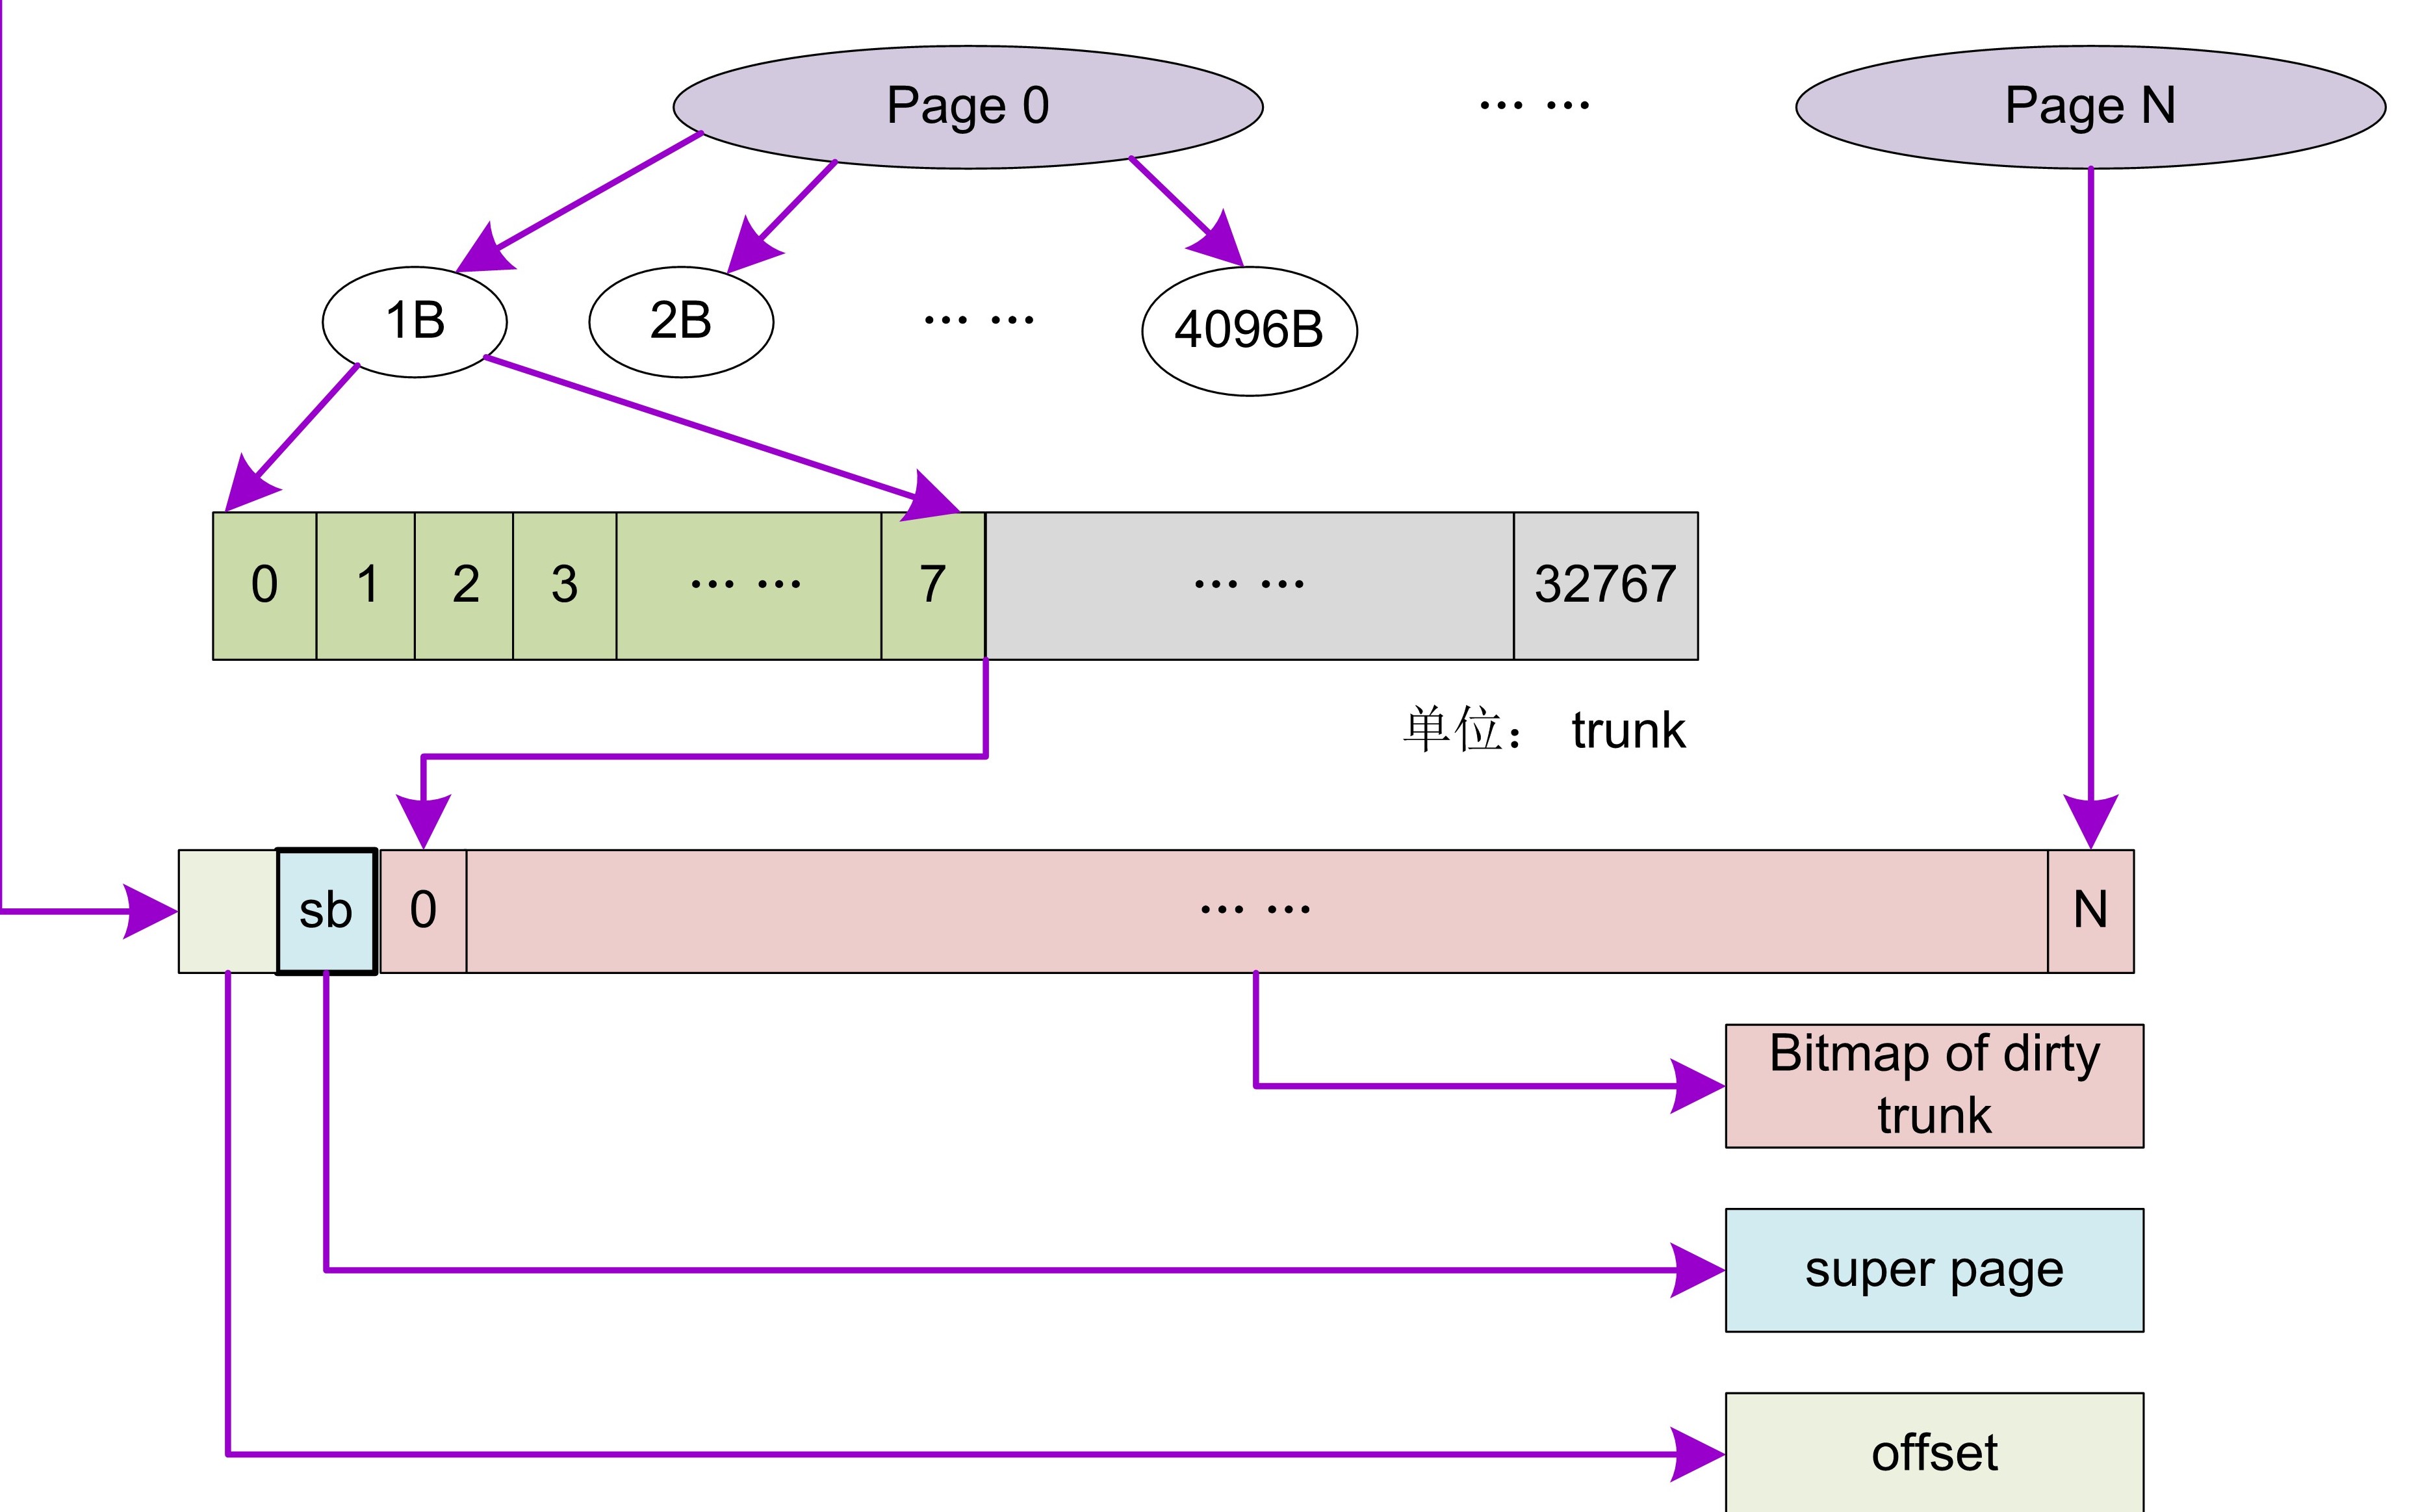 Page 0 ... ... Page N
1B 2B ... ... 4096B
0 1 2 3 ... ... 7 ... ... 32767
单位： trunk
sb 0 ... ... N
Bitmap of dirty
trunk
super page
offset